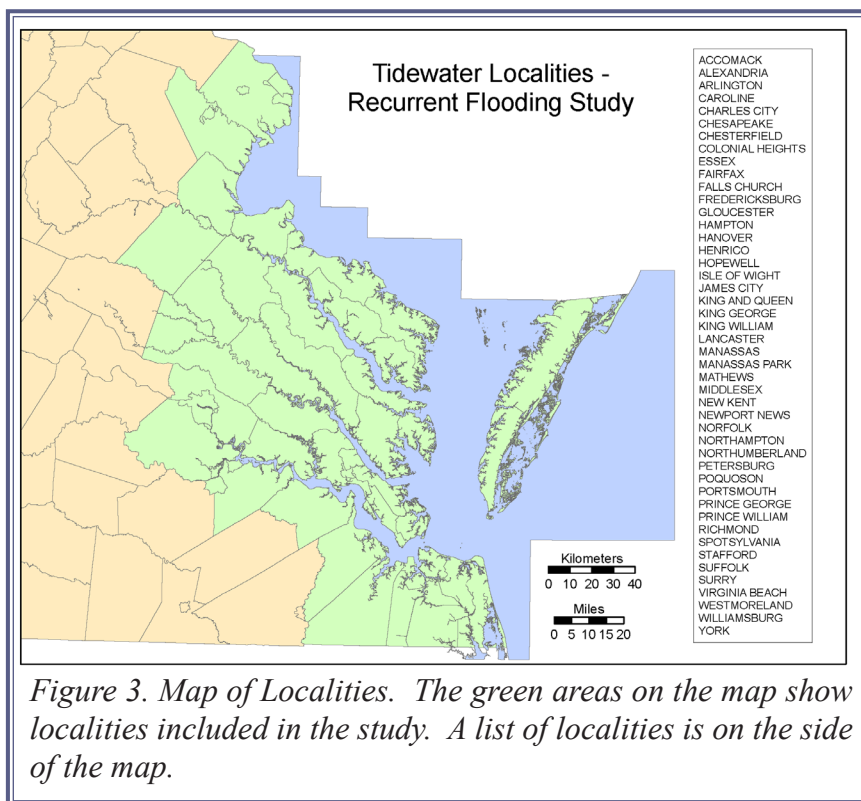 Tidewater Localities -
Recurrent Flooding Study
ACCOMACK
ALEXANDRIA
ARLINGTON
CAROLINE
CHARLES CITY
CHESAPEAKE
CHESTERFIELD
COLONIAL HEIGHTS
ESSEX
FAIRFAX
FALLS CHURCH
FREDERICKSBURG
GLOUCESTER
HAMPTON
HANOVER
HENRICO
HOPEWELL
ISLE OF WIGHT
JAMES CITY
KING AND QUEEN
KING GEORGE
KING WILLIAM
LANCASTER
MANASSAS
MANASSAS PARK
MATHEWS
MIDDLESEX
NEW KENT
NEWPORT NEWS
NORFOLK
NORTHAMPTON
NORTHUMBERLAND
PETERSBURG
POQUOSON
PORTSMOUTH
PRINCE GEORGE
PRINCE WILLIAM
RICHMOND
SPOTSYLVANIA
STAFFORD
SUFFOLK
SURRY
VIRGINIA BEACH
WESTMORELAND
WILLIAMSBURG
YORK
Kilometers
0 10 20 30 40
Miles
0 5 10 15 20
Figure 3. Map of Localities. The green areas on the map show
localities included in the study. A list of localities is on the side
of the map.